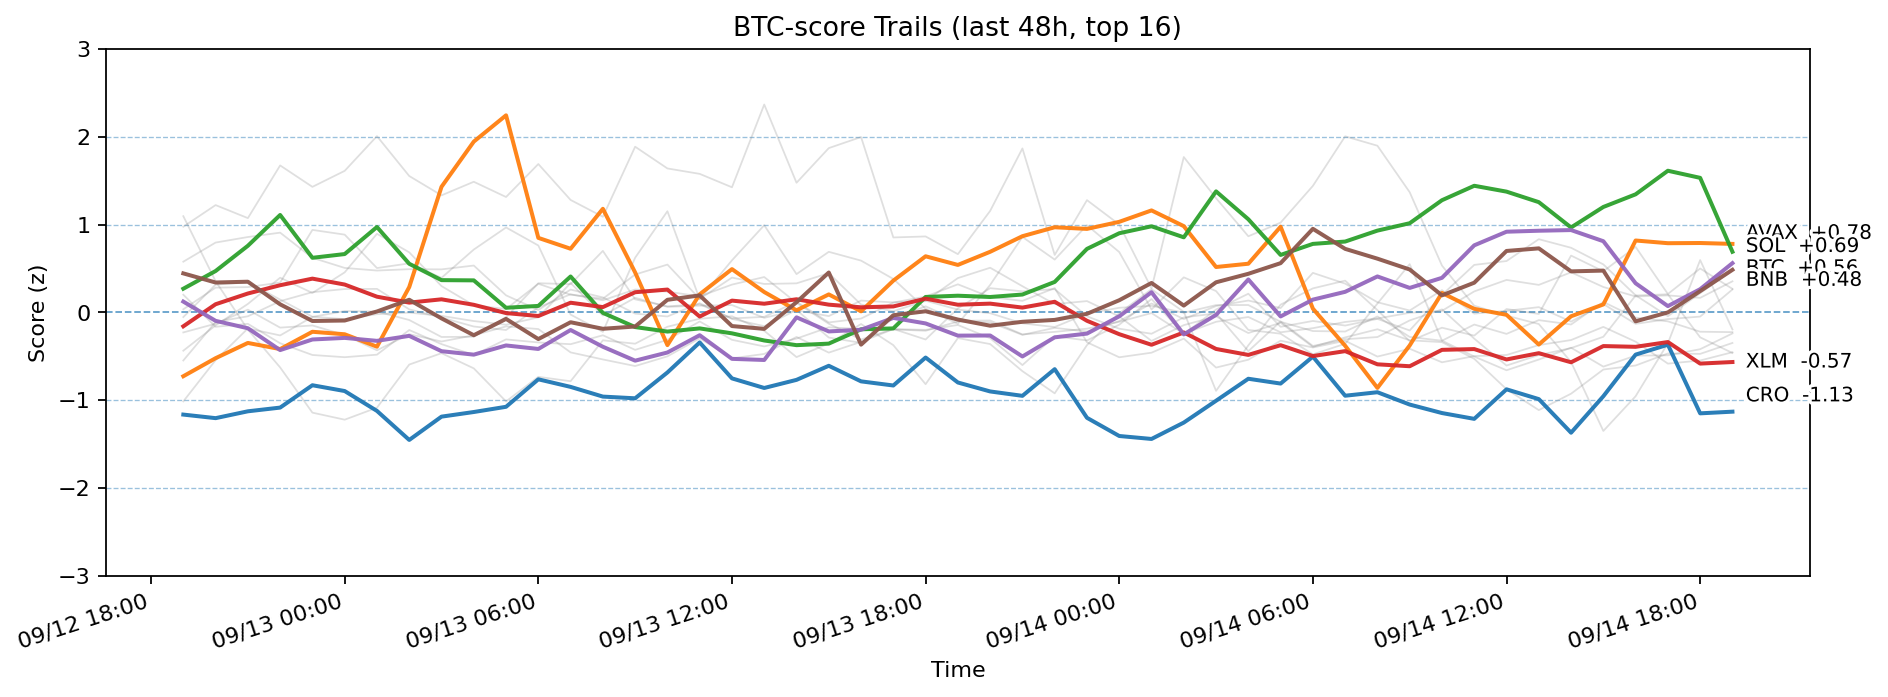 BTC-score Trails (last 48h, top 16)
Score (z)
3
2
1
0
−1
−2
−3
AVAX +0.78
SOL +0.69
BTC +0.56
BNB +0.48
XLM -0.57
CRO -1.13
09/12 18:00
09/13 00:00
09/13 06:00
09/13 12:00
09/13 18:00
09/14 00:00
09/14 06:00
09/14 12:00
09/14 18:00
Time